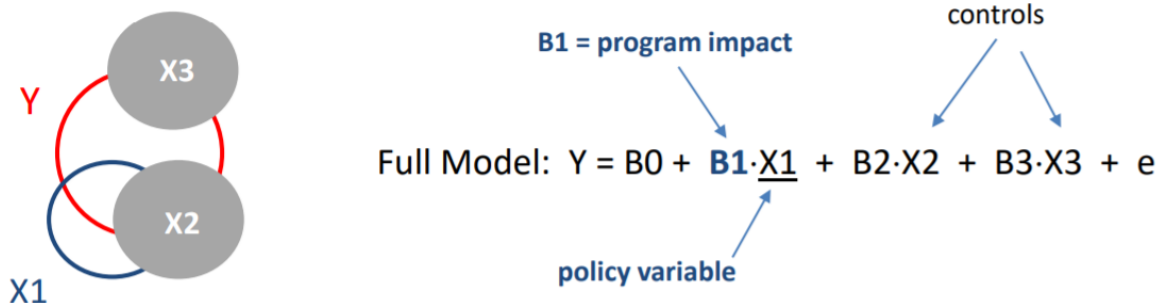 X3
Y
X2
X1
controls
B1 = program impact
Full Model: Y = B0 + B1·X1 + B2·X2 + B3·X3 + e
policy variable